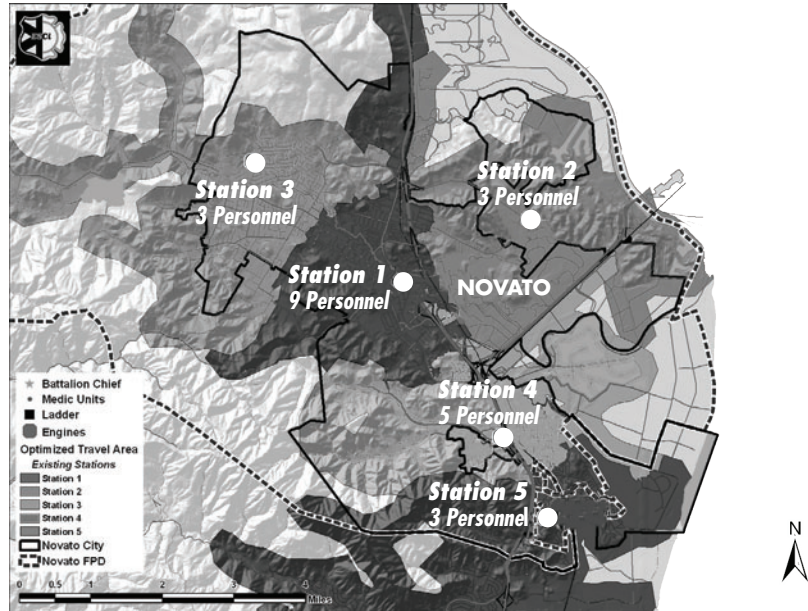 Station 2
3 Personnel
Station 3
3 Personnel
Station 1
9 Personnel
NOVATO
Station 4
5 Personnel
Station 5
3 Personnel
Battalion Chief
Medic Units
Ladder
Engines
Optimized Travel Area
Existing Stations
Station 1
Station 2
Station 3
Station 4
Station 5
Novato City
Novato FPD
0 0.5 1 2 3 4
Miles
N